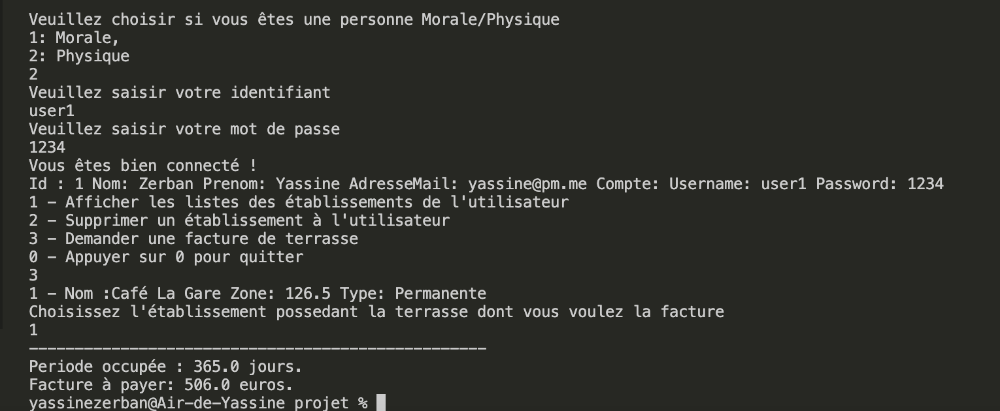 Veuillez choisir si vous êtes une personne Morale/Physique
1: Morale,
2: Physique
2
Veuillez saisir votre identifiant
user1
Veuillez saisir votre mot de passe
1234
Vous êtes bien connecté !
Id : 1 Nom: Zerban Prenom: Yassine AdresseMail: yassine@pm.me Compte: Username: user1 Password: 1234
1 - Afficher les listes des établissements de l'utilisateur
2 - Supprimer un établissement à l'utilisateur
3 - Demander une facture de terrasse
0 - Appuyer sur 0 pour quitter
3
1 - Nom :Café La Gare Zone: 126.5 Type: Permanente
Choisissez l'établissement possedant la terrasse dont vous voulez la facture
1
--------------------------------------------------
Periode occupée : 365.0 jours.
Facture à payer: 506.0 euros.
yassinezerban@Air-de-Yassine projet %